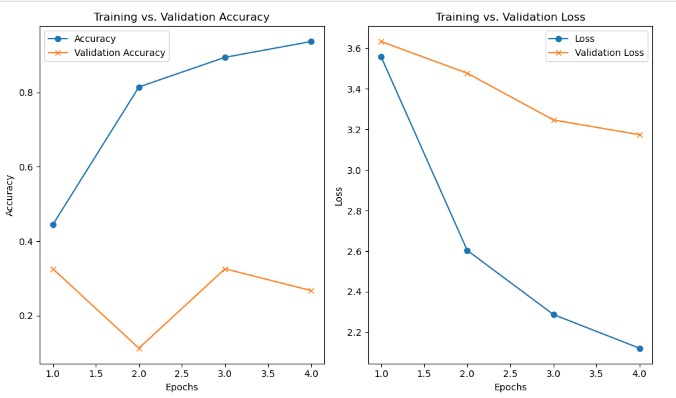 Training vs. Validation Accuracy
Accuracy
Validation Accuracy
Accuracy
0.8
0.6
0.4
0.2
1.0 1.5 2.0 2.5 3.0 3.5 4.0
Epochs
Training vs. Validation Loss
Loss
Validation Loss
Loss
3.6
3.4
3.2
3.0
2.8
2.6
2.4
2.2
1.0 1.5 2.0 2.5 3.0 3.5 4.0
Epochs